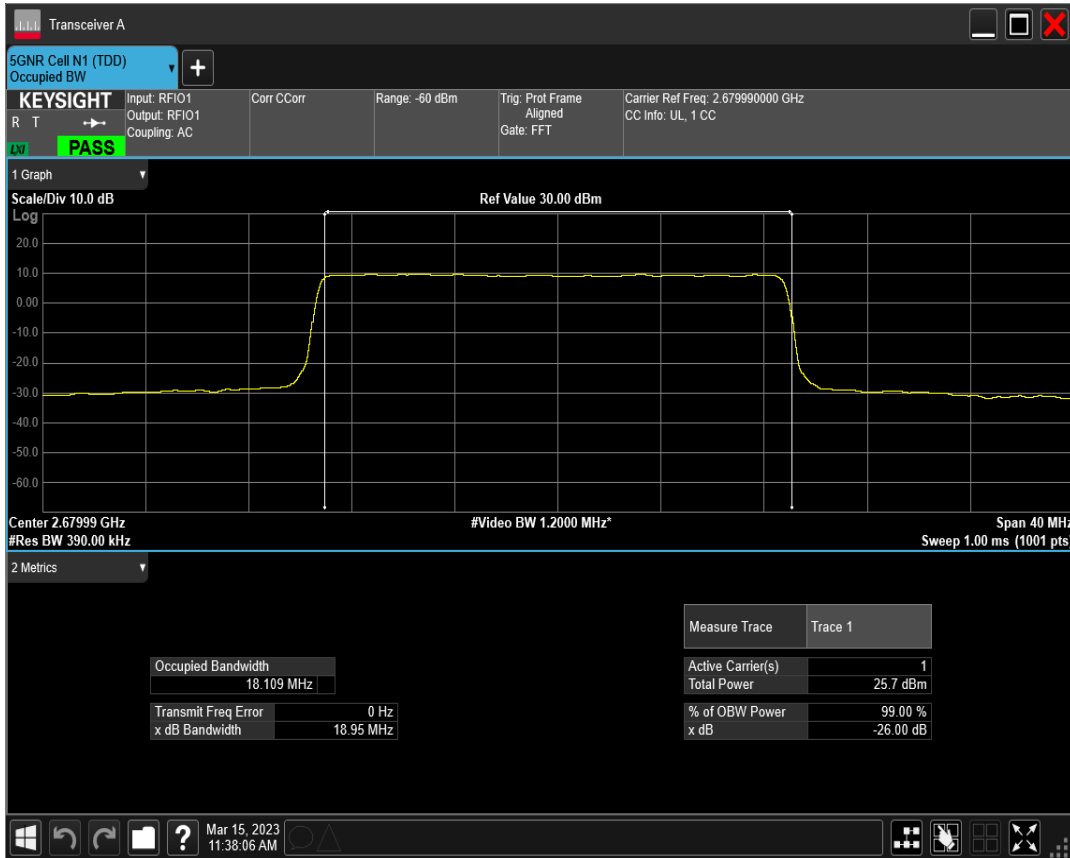 Transceiver A
5GNR Cell N1 (TDD)
Occupied BW
+
KEYSIGHT
R T
LXI
PASS
Input: RFIO1
Output: RFIO1
Coupling: AC
Corr CCorr
Range: -60 dBm
Trig: Prot Frame
Aligned
Gate: FFT
Carrier Ref Freq: 2.679990000 GHz
CC Info: UL, 1 CC
1 Graph
Scale/Div 10.0 dB
Ref Value 30.00 dBm
Log
20.0
10.0
0.00
-10.0
-20.0
-30.0
-40.0
-50.0
-60.0
Center 2.67999 GHz
#Video BW 1.2000 MHz*
Span 40 MHz
#Res BW 390.00 kHz
Sweep 1.00 ms (1001 pts)
2 Metrics
Measure Trace Trace 1
Occupied Bandwidth
18.109 MHz
Transmit Freq Error 0 Hz
x dB Bandwidth 18.95 MHz
Active Carrier(s) 1
Total Power 25.7 dBm
% of OBW Power 99.00 %
x dB -26.00 dB
?
Mar 15, 2023
11:38:06 AM